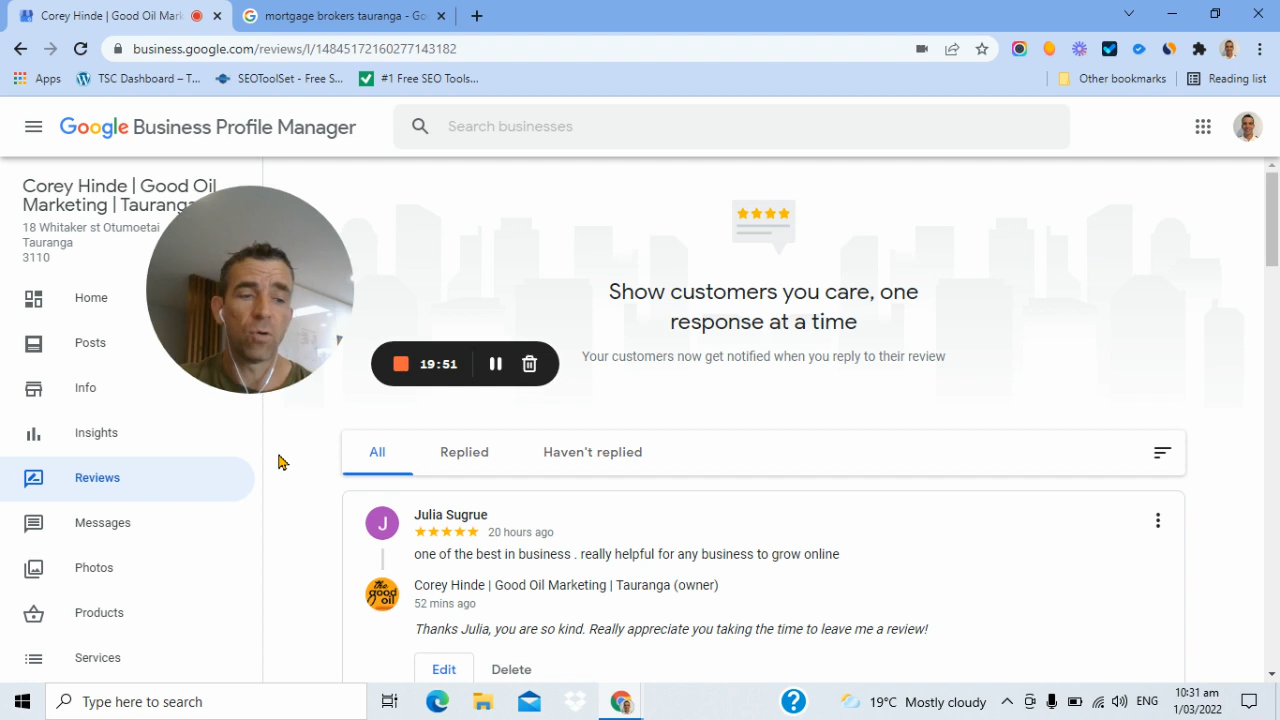 Corey Hinde | Good Oil Mark
mortgage brokers tauranga - Go
business.google.com/reviews/l/14845172160277143182
Apps
TSC Dashboard – T...
SEOToolSet - Free S...
#1 Free SEO Tools...
Other bookmarks
Reading list
Google Business Profile Manager
Search businesses
Corey Hinde | Good Oil
Marketing | Tauranga
18 Whitaker st Otumoetai
Tauranga
3110
Home
Posts
Info
Insights
Reviews
Messages
Photos
Products
Services
19:51
Show customers you care, one
response at a time
Your customers now get notified when you reply to their review
All
Replied
Haven't replied
J
Julia Sugrue
20 hours ago
one of the best in business . really helpful for any business to grow online
the good oil
Corey Hinde | Good Oil Marketing | Tauranga (owner)
52 mins ago
Thanks Julia, you are so kind. Really appreciate you taking the time to leave me a review!
Edit
Delete
Type here to search
19°C Mostly cloudy
ENG
10:31 am
1/03/2022